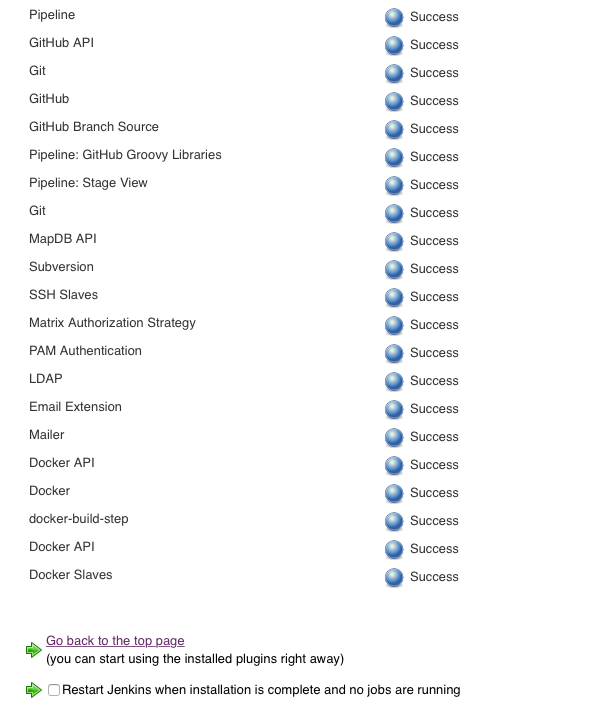 Pipeline Success
GitHub API Success
Git Success
GitHub Success
GitHub Branch Source Success
Pipeline: GitHub Groovy Libraries Success
Pipeline: Stage View Success
Git Success
MapDB API Success
Subversion Success
SSH Slaves Success
Matrix Authorization Strategy Success
PAM Authentication Success
LDAP Success
Email Extension Success
Mailer Success
Docker API Success
Docker Success
docker-build-step Success
Docker API Success
Docker Slaves Success
Go back to the top page
(you can start using the installed plugins right away)
Restart Jenkins when installation is complete and no jobs are running